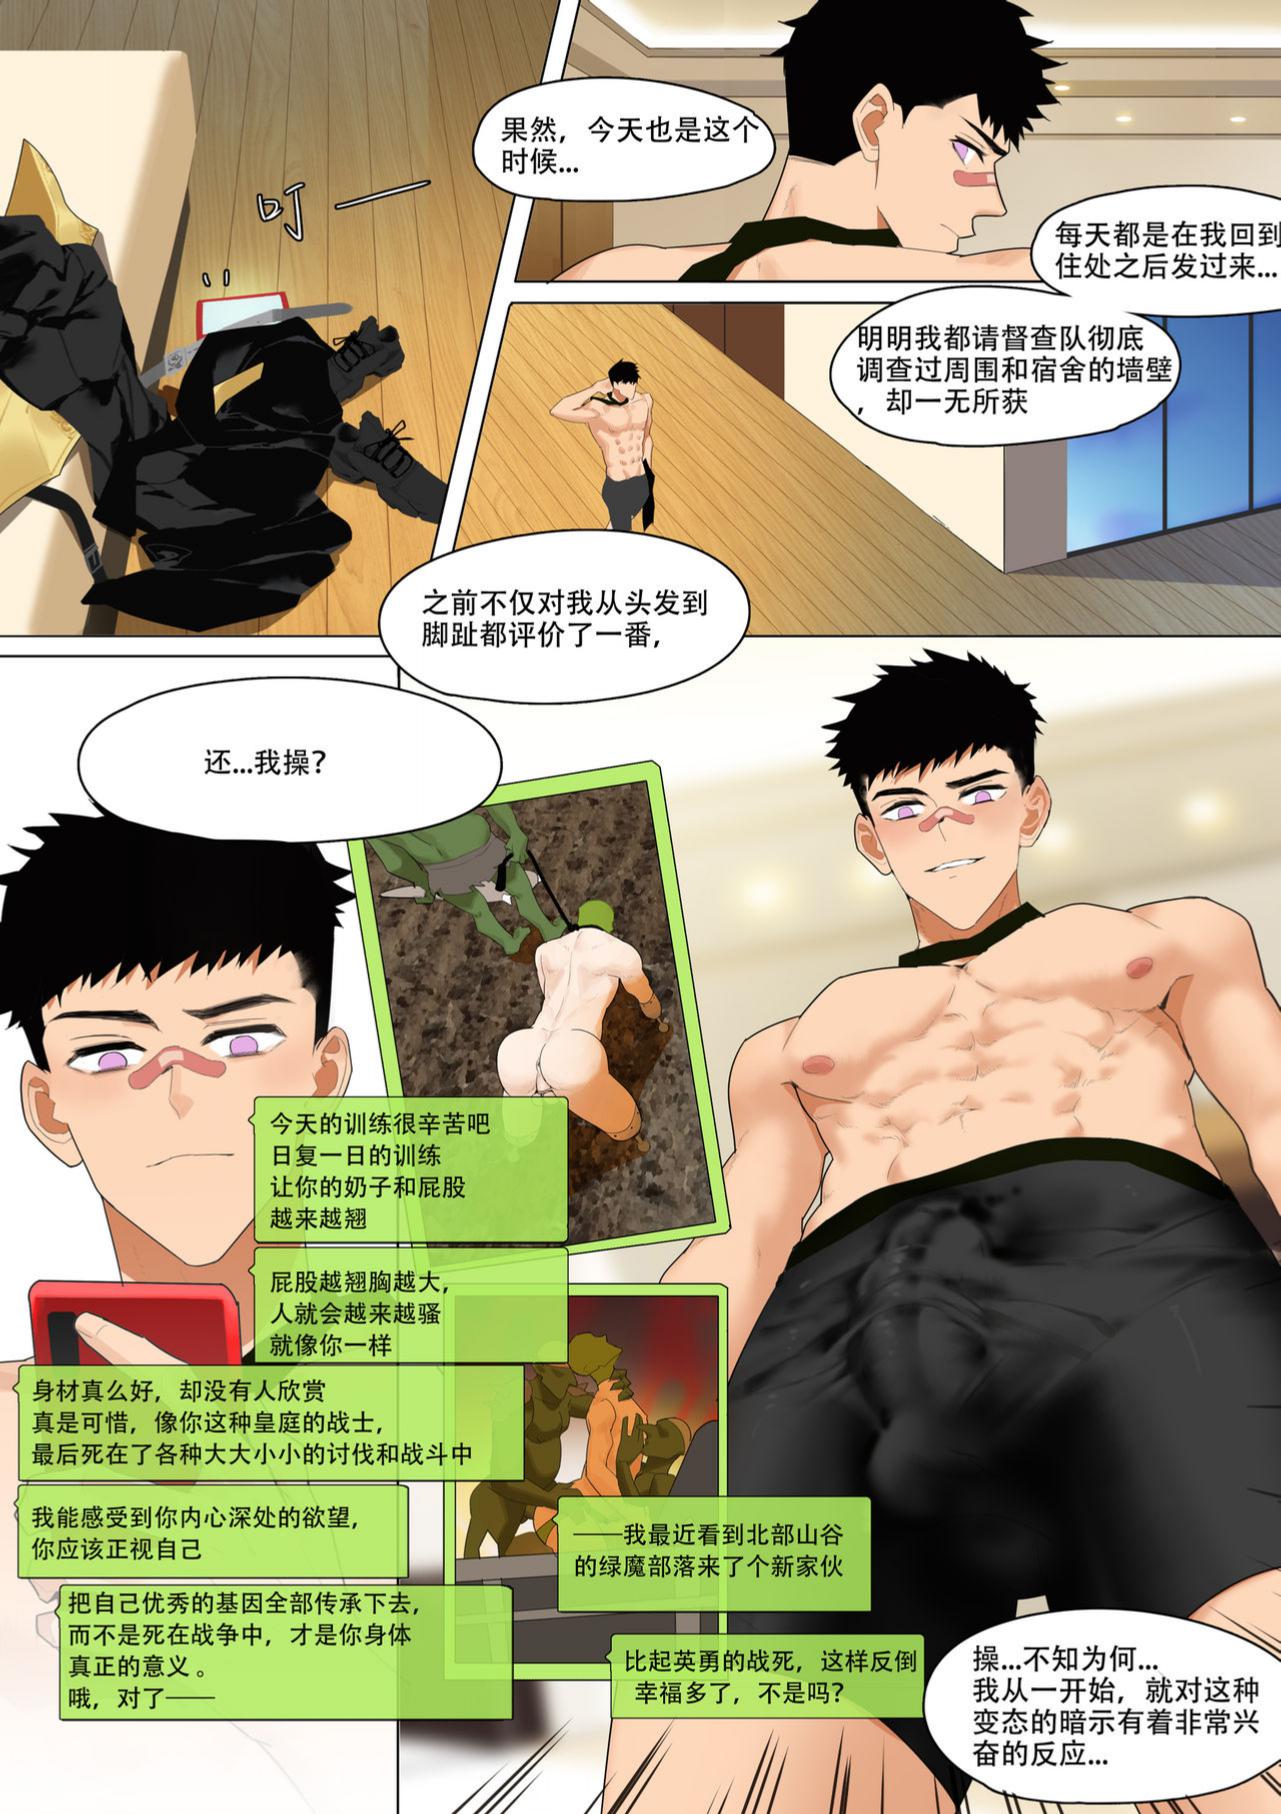 叮——
果然，今天也是这个
时候...
每天都是在我回到
住处之后发过来...
明明我都请督查队彻底
调查过周围和宿舍的墙壁
，却一无所获
之前不仅对我从头发到
脚趾都评价了一番,
还...我操?
今天的训练很辛苦吧
日复一日的训练
让你的奶子和屁股
越来越翘
屁股越翘胸越大,
人就会越来越骚
就像你一样
身材真么好，却没有人欣赏
真是可惜，像你这种皇庭的战士,
最后死在了各种大大小小的讨伐和战斗中
我能感受到你内心深处的欲望,
你应该正视自己
把自己优秀的基因全部传承下去,
而不是死在战争中，才是你身体
真正的意义。
哦，对了——
——我最近看到北部山谷
的绿魔部落来了个新家伙
比起英勇的战死，这样反倒
幸福多了，不是吗?
操...不知为何...
我从一开始，就对这种
变态的暗示有着非常兴
奋的反应...